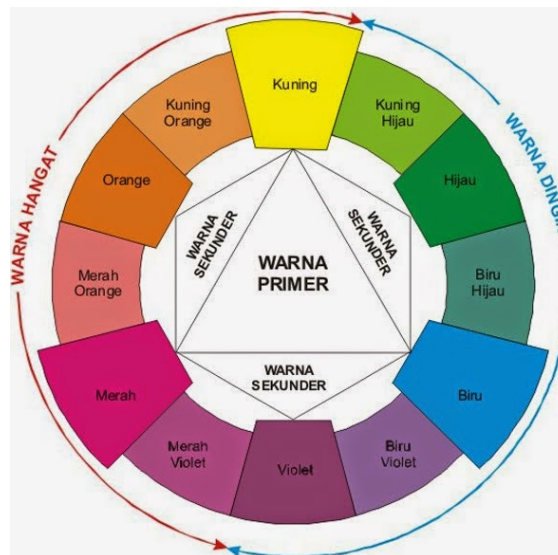 Kuning
Kuning
Hijau
Hijau
Biru
Hijau
Biru
Biru
Violet
Violet
Merah
Violet
Merah
Merah
Orange
Orange
Kuning
Orange
WARNA HANGAT
WARNA DINGI
WARNA
SEKUNDER
WARNA
SEKUNDER
WARNA
PRIMER
WARNA
SEKUNDER